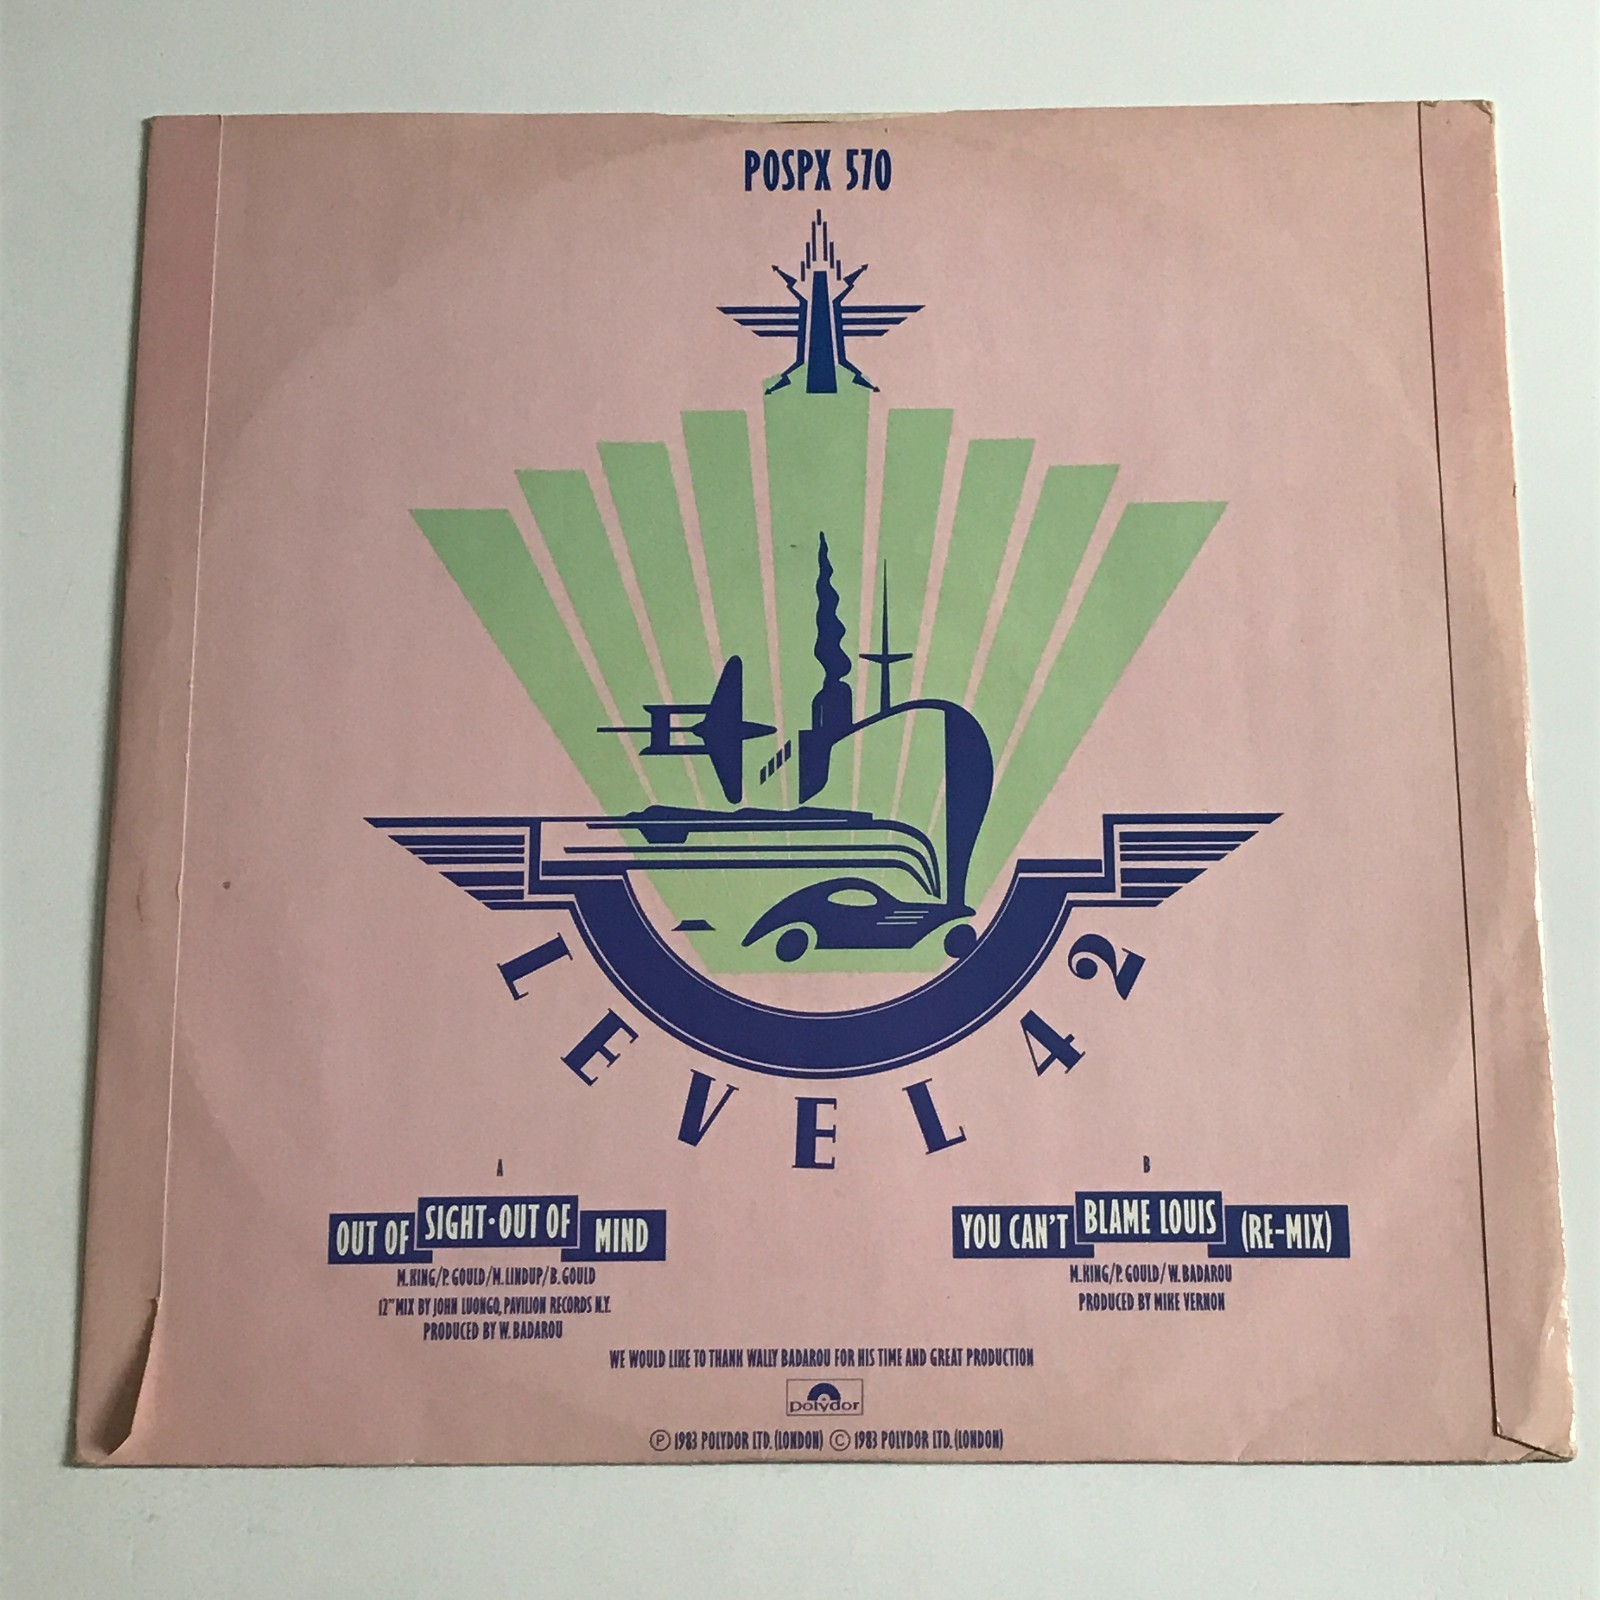 POSPX 570
LEVEL 42
A
OUT OF SIGHT·OUT OF MIND
M.KING/P.GOULD/M.LINDUP/B.GOULD
12" MIX BY JOHN LUONGO, PAVILION RECORDS N.Y.
PRODUCED BY W. BADAROU
B
YOU CAN'T BLAME LOUIS (RE-MIX)
M.KING/P.GOULD/W.BADAROU
PRODUCED BY MIKE VERNON
WE WOULD LIKE TO THANK WALLY BADAROU FOR HIS TIME AND GREAT PRODUCTION
polydor
Ⓟ 1983 POLYDOR LTD. (LONDON) © 1983 POLYDOR LTD. (LONDON)